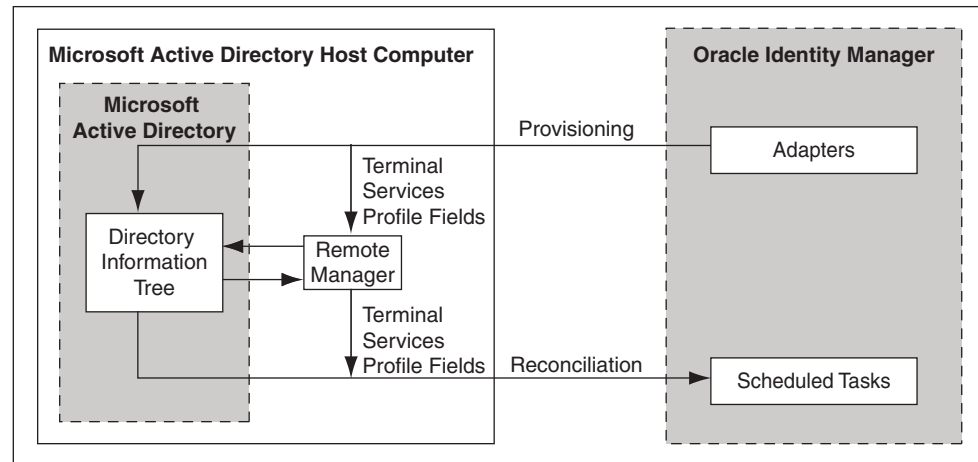 Microsoft Active Directory Host Computer
Microsoft
Active Directory
Directory
Information
Tree
Terminal
Services
Profile Fields
Remote
Manager
Terminal
Services
Profile Fields
Provisioning
Reconciliation
Oracle Identity Manager
Adapters
Scheduled Tasks